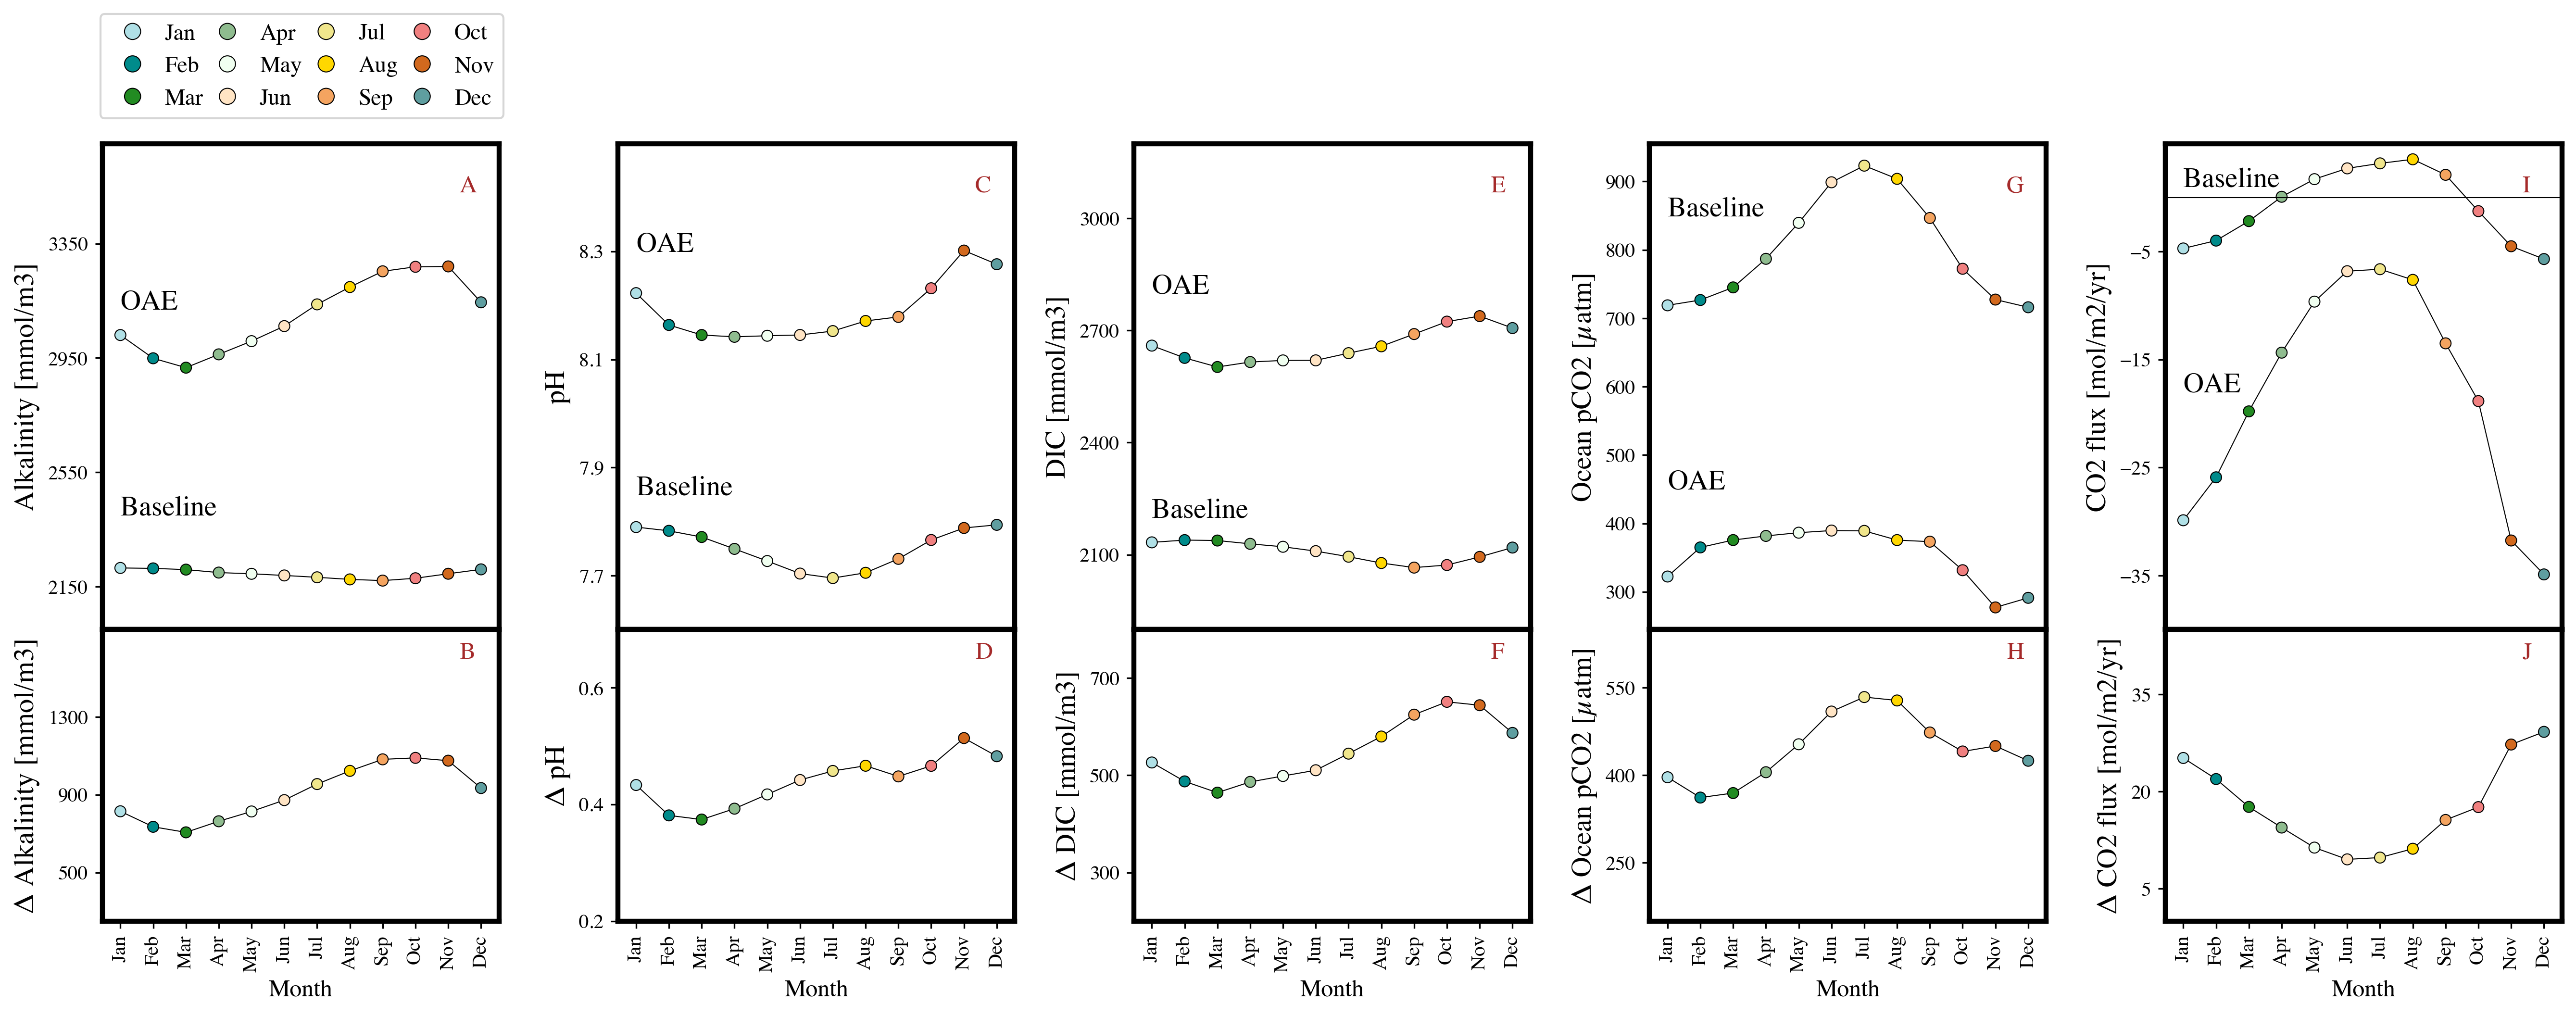 Jan Apr Jul Oct
Feb May Aug Nov
Mar Jun Sep Dec
A
OAE
Baseline
Alkalinity [mmol/m3]
3350
2950
2550
2150
B
Δ Alkalinity [mmol/m3]
1300
900
500
Jan Feb Mar Apr May Jun Jul Aug Sep Oct Nov Dec
Month
C
OAE
Baseline
pH
8.3
8.1
7.9
7.7
D
Δ pH
0.6
0.4
0.2
Jan Feb Mar Apr May Jun Jul Aug Sep Oct Nov Dec
Month
E
OAE
Baseline
DIC [mmol/m3]
3000
2700
2400
2100
F
Δ DIC [mmol/m3]
700
500
300
Jan Feb Mar Apr May Jun Jul Aug Sep Oct Nov Dec
Month
G
Baseline
OAE
Ocean pCO2 [μatm]
900
800
700
600
500
400
300
H
Δ Ocean pCO2 [μatm]
550
400
250
Jan Feb Mar Apr May Jun Jul Aug Sep Oct Nov Dec
Month
I
Baseline
OAE
CO2 flux [mol/m2/yr]
−5
−15
−25
−35
J
Δ CO2 flux [mol/m2/yr]
35
20
5
Jan Feb Mar Apr May Jun Jul Aug Sep Oct Nov Dec
Month